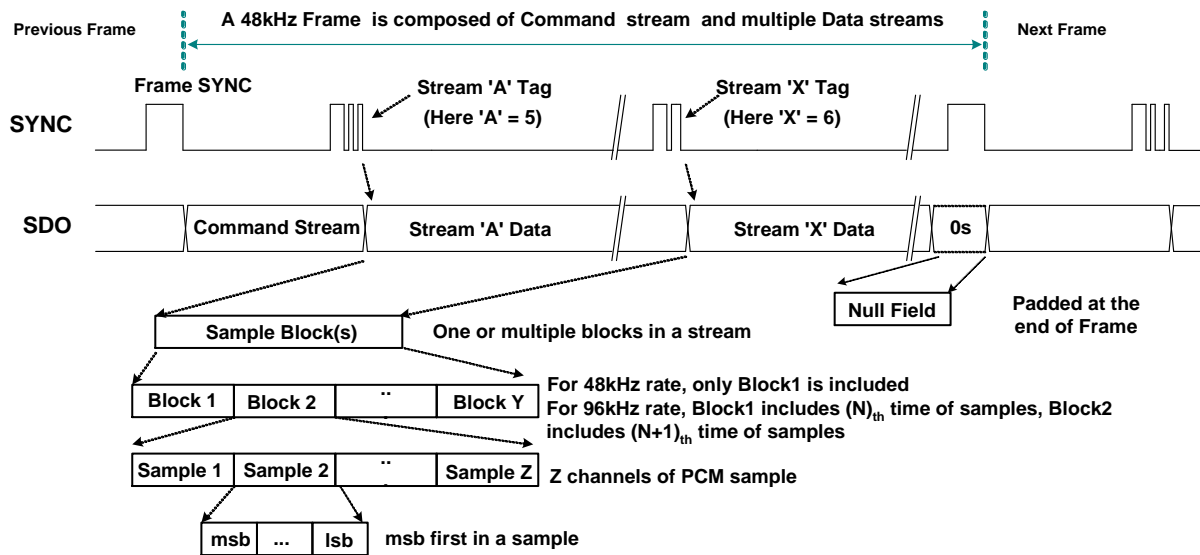 A 48kHz Frame is composed of Command stream and multiple Data streams
Previous Frame
Next Frame
Frame SYNC
Stream 'A' Tag
(Here 'A' = 5)
Stream 'X' Tag
(Here 'X' = 6)
SYNC
SDO
Command Stream
Stream 'A' Data
Stream 'X' Data
0s
Null Field
Padded at the
end of Frame
Sample Block(s)
One or multiple blocks in a stream
Block 1
Block 2
..
Block Y
For 48kHz rate, only Block1 is included
For 96kHz rate, Block1 includes (N)th time of samples, Block2
includes (N+1)th time of samples
Sample 1
Sample 2
..
Sample Z
Z channels of PCM sample
msb
...
lsb
msb first in a sample